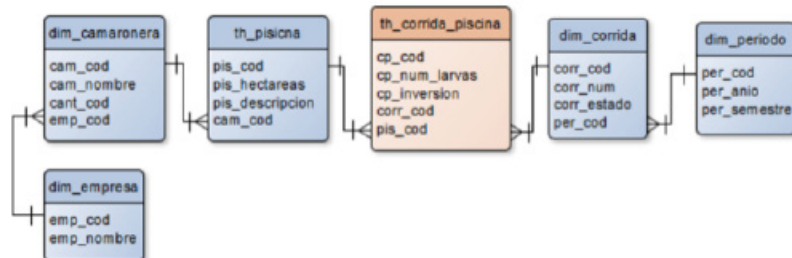 dim_camaronera
cam_cod
cam_nombre
cant_cod
emp_cod
th_pisicna
pis_cod
pis_hectareas
pis_descripcion
cam_cod
th_corrida_piscina
cp_cod
cp_num_larvas
cp_inversion
corr_cod
pis_cod
dim_corrida
corr_cod
corr_num
corr_estado
per_cod
dim_periodo
per_cod
per_anio
per_semestre
dim_empresa
emp_cod
emp_nombre